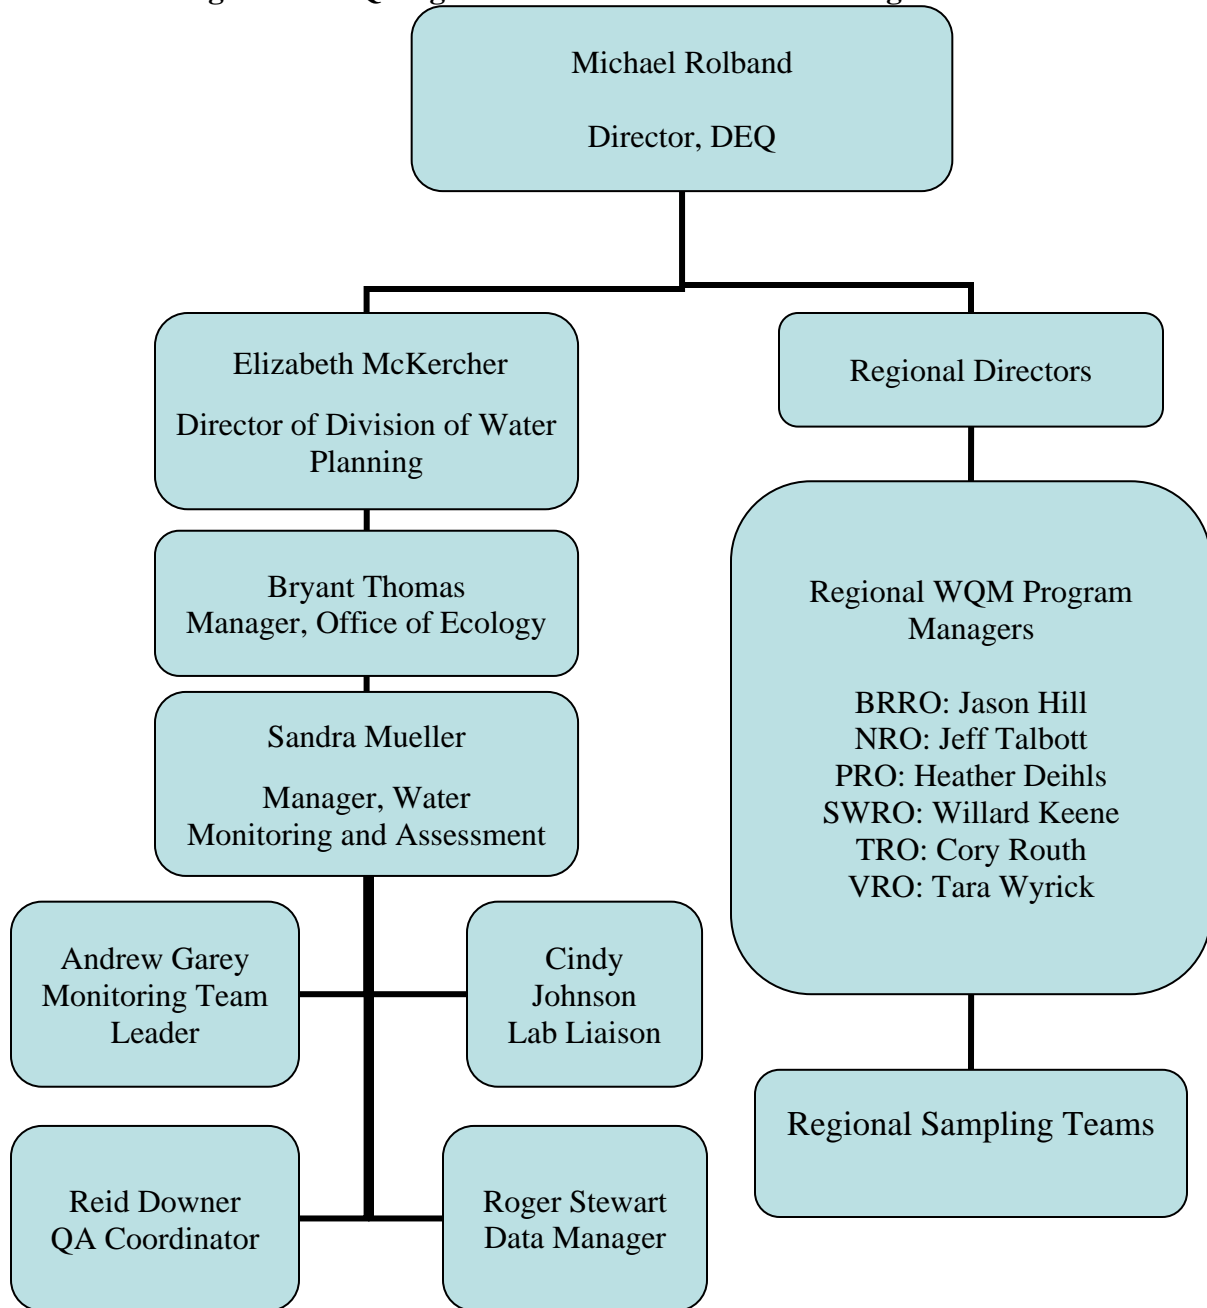 Michael Rolband
Director, DEQ
Elizabeth McKercher
Director of Division of Water
Planning
Regional Directors
Bryant Thomas
Manager, Office of Ecology
Sandra Mueller
Manager, Water
Monitoring and Assessment
Regional WQM Program
Managers
BRRO: Jason Hill
NRO: Jeff Talbott
PRO: Heather Deihls
SWRO: Willard Keene
TRO: Cory Routh
VRO: Tara Wyrick
Andrew Garey
Monitoring Team
Leader
Cindy
Johnson
Lab Liaison
Regional Sampling Teams
Reid Downer
QA Coordinator
Roger Stewart
Data Manager